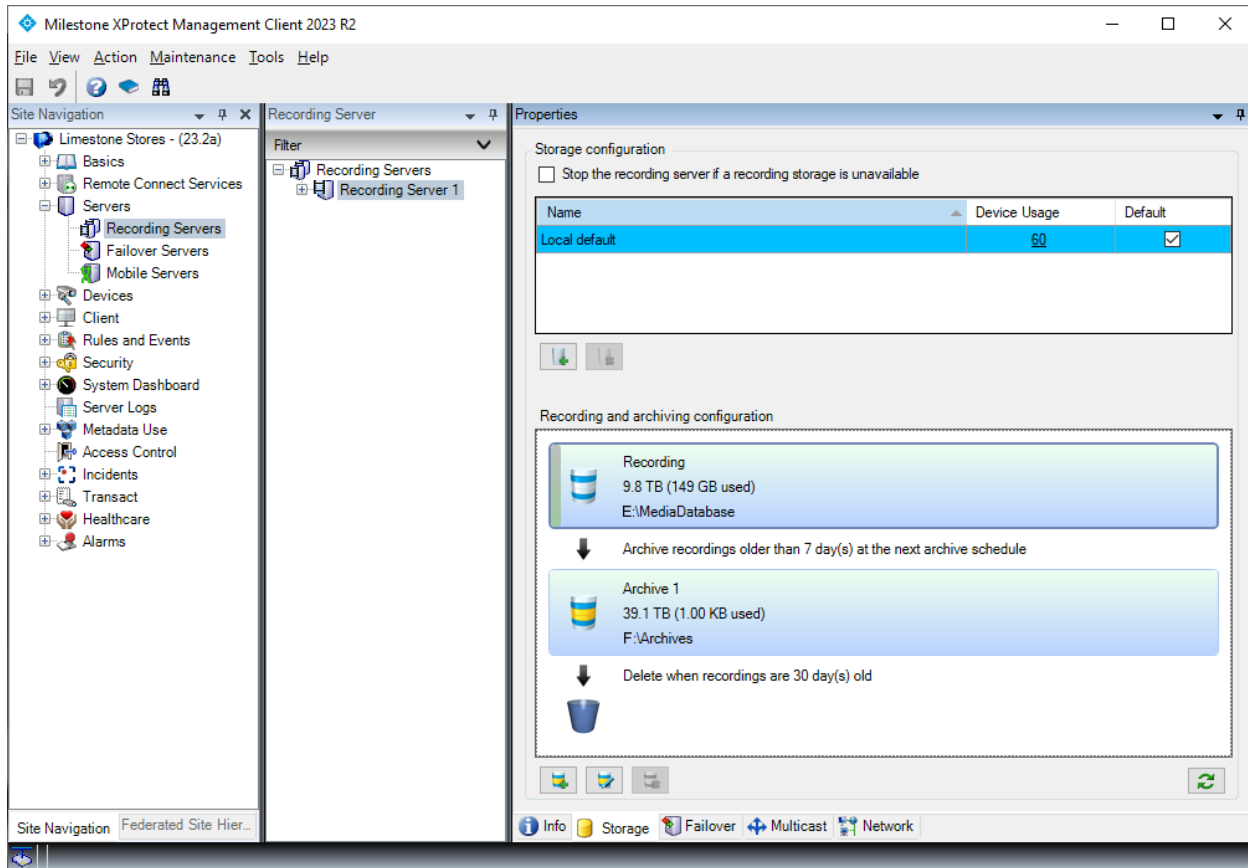 Milestone XProtect Management Client 2023 R2
File View Action Maintenance Tools Help
Site Navigation
Limestone Stores - (23.2a)
Basics
Remote Connect Services
Servers
Recording Servers
Failover Servers
Mobile Servers
Devices
Client
Rules and Events
Security
System Dashboard
Server Logs
Metadata Use
Access Control
Incidents
Transact
Healthcare
Alarms
Site Navigation Federated Site Hier...
Recording Server
Filter
Recording Servers
Recording Server 1
Properties
Storage configuration
Stop the recording server if a recording storage is unavailable
Name Device Usage Default
Local default 60
Recording and archiving configuration
Recording
9.8 TB (149 GB used)
E:\MediaDatabase
Archive recordings older than 7 day(s) at the next archive schedule
Archive 1
39.1 TB (1.00 KB used)
F:\Archives
Delete when recordings are 30 day(s) old
Info Storage Failover Multicast Network